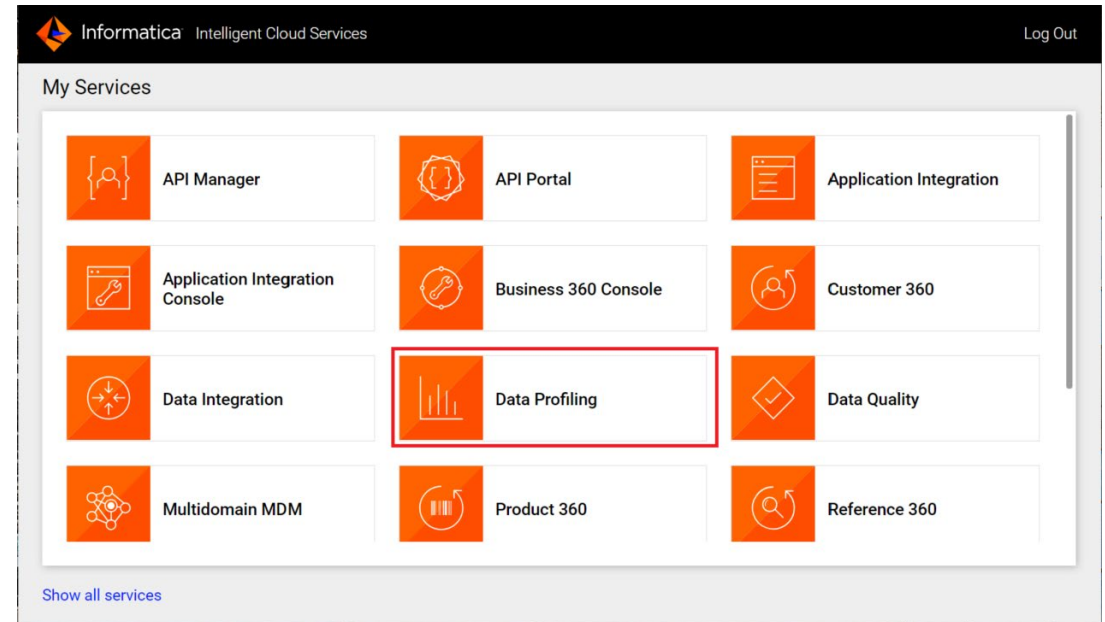 Informatica Intelligent Cloud Services
Log Out
My Services
API Manager
API Portal
Application Integration
Application Integration
Console
Business 360 Console
Customer 360
Data Integration
Data Profiling
Data Quality
Multidomain MDM
Product 360
Reference 360
Show all services